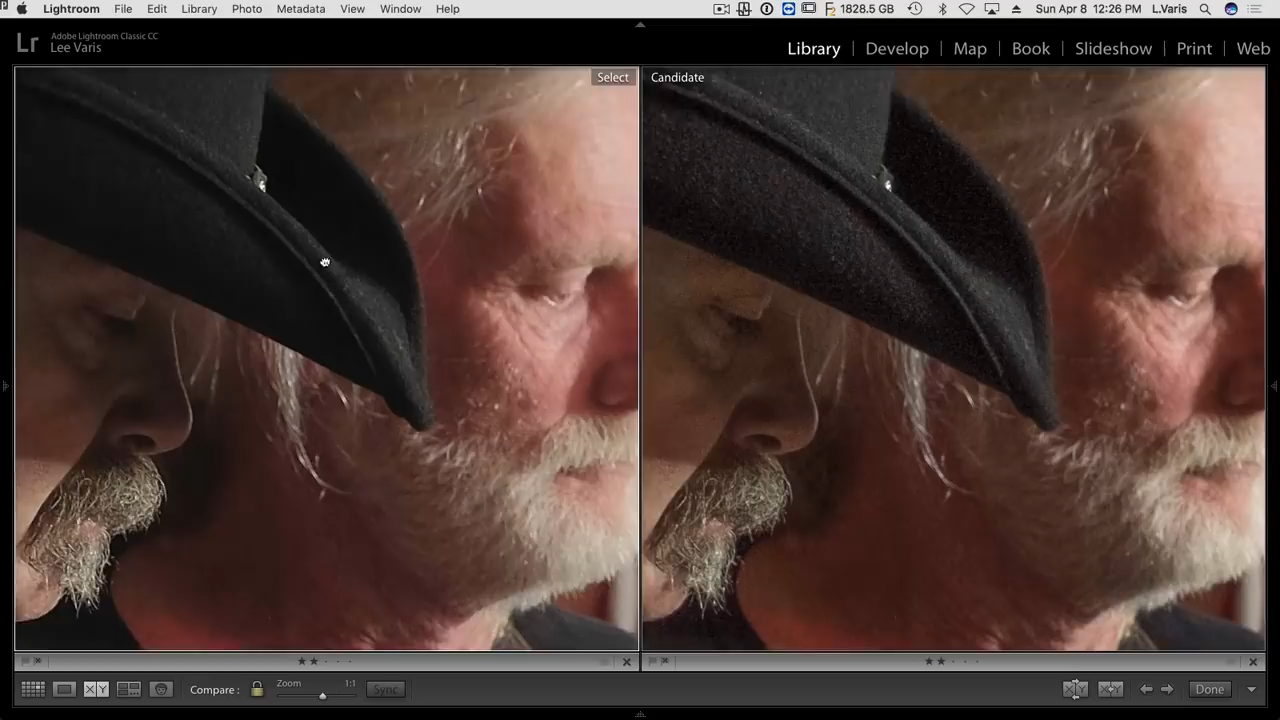 Lightroom File Edit Library Photo Metadata View Window Help 1828.5 GB Sun Apr 8 12:26 PM L.Varis
Lr Adobe Lightroom Classic CC
Lee Varis
Library | Develop | Map | Book | Slideshow | Print | Web
Select
Candidate
XY Compare : Zoom 1:1 Sync Done